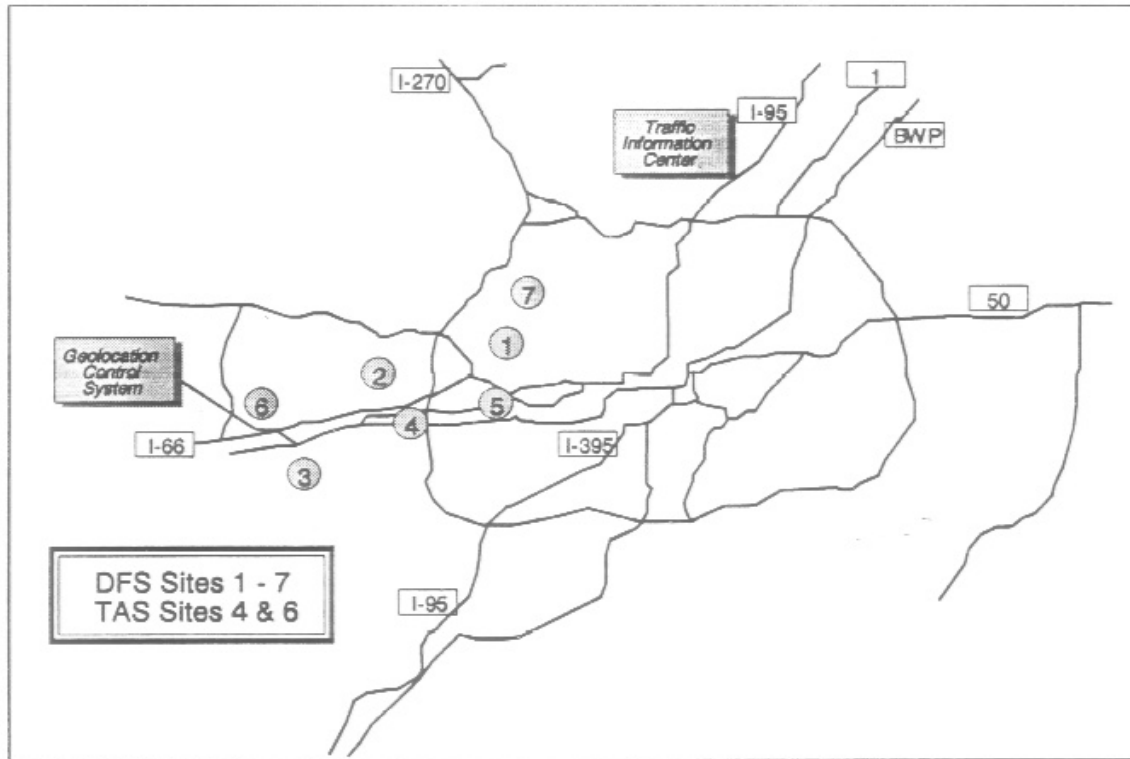 I-270
1
I-95
Traffic
Information
Center
BWP
7
50
1
Geolocation
Control
System
2
6
5
4
I-66
I-395
3
DFS Sites 1 - 7
TAS Sites 4 & 6
I-95